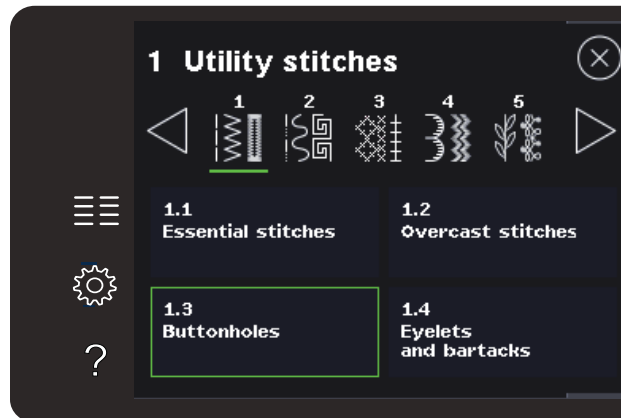 1 Utility stitches
1 2 3 4 5
1.1
Essential stitches
1.2
Overcast stitches
1.3
Buttonholes
1.4
Eyelets
and bartacks
?